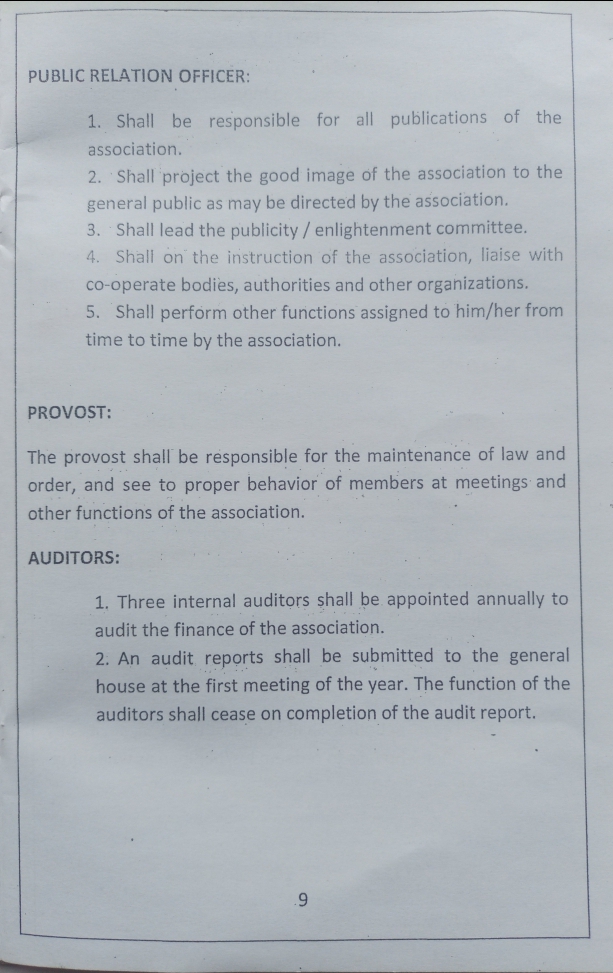 PUBLIC RELATION OFFICER:
1. Shall be responsible for all publications of the
association.
2. Shall project the good image of the association to the
general public as may be directed by the association.
3. Shall lead the publicity / enlightenment committee.
4. Shall on the instruction of the association, liaise with
co-operate bodies, authorities and other organizations.
5. Shall perform other functions assigned to him/her from
time to time by the association.
PROVOST:
The provost shall be responsible for the maintenance of law and
order, and see to proper behavior of members at meetings and
other functions of the association.
AUDITORS:
1. Three internal auditors shall be appointed annually to
audit the finance of the association.
2. An audit reports shall be submitted to the general
house at the first meeting of the year. The function of the
auditors shall cease on completion of the audit report.
9